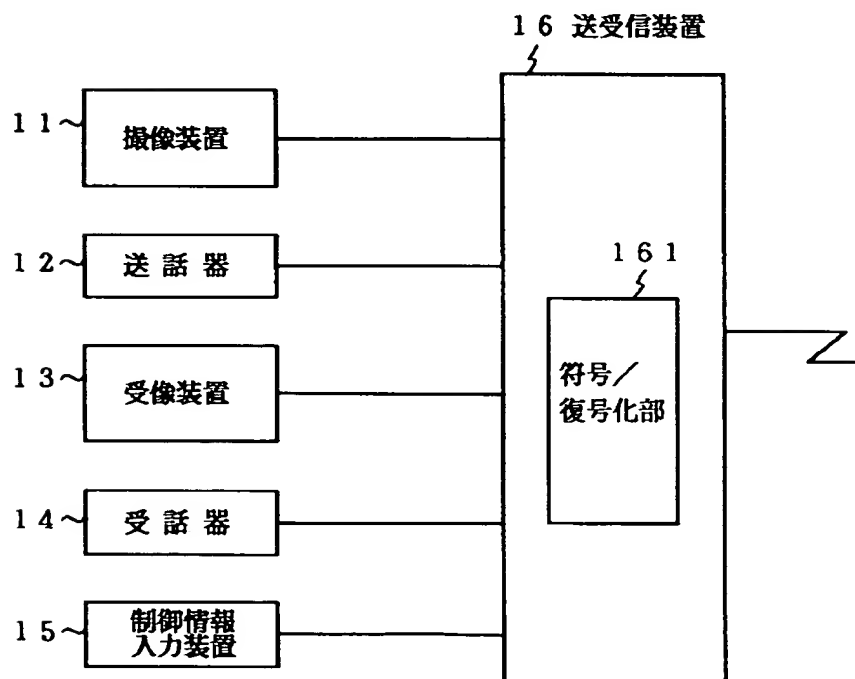 １６ 送受信装置
１１
撮像装置
１２
送話器
１６１
１３
受像装置
符号／
復号化部
１４
受話器
１５
制御情報
入力装置